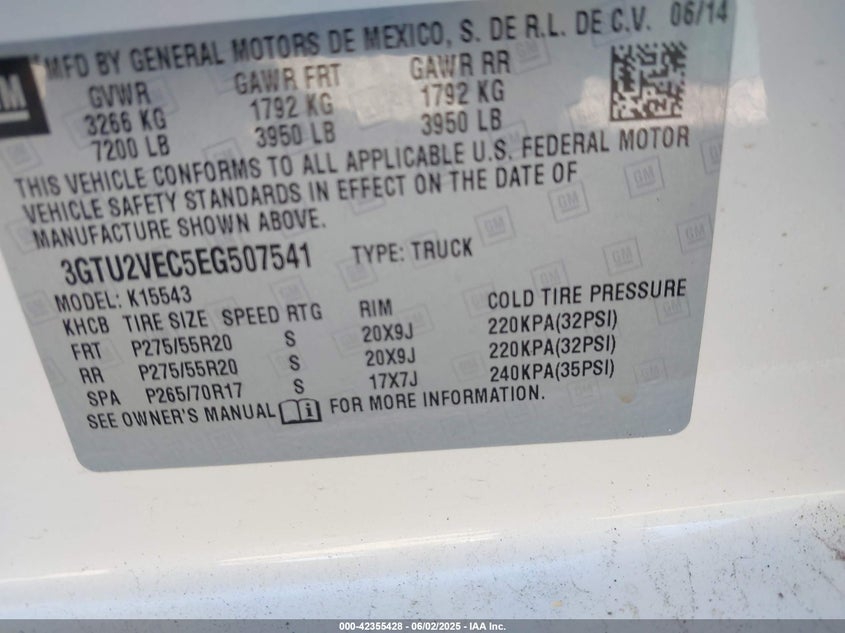 MFD BY GENERAL MOTORS DE MEXICO, S. DE R.L. DE C.V. 06/14
GM
GVWR GAWR FRT GAWR RR
3266 KG 1792 KG 1792 KG
7200 LB 3950 LB 3950 LB
THIS VEHICLE CONFORMS TO ALL APPLICABLE U.S. FEDERAL MOTOR
VEHICLE SAFETY STANDARDS IN EFFECT ON THE DATE OF
MANUFACTURE SHOWN ABOVE.
3GTU2VEC5EG507541 TYPE: TRUCK
MODEL: K15543
KHCB TIRE SIZE SPEED RTG RIM COLD TIRE PRESSURE
FRT P275/55R20 S 20X9J 220KPA(32PSI)
RR P275/55R20 S 20X9J 220KPA(32PSI)
SPA P265/70R17 S 17X7J 240KPA(35PSI)
SEE OWNER'S MANUAL FOR MORE INFORMATION.
000-42355428 - 06/02/2025 - IAA Inc.